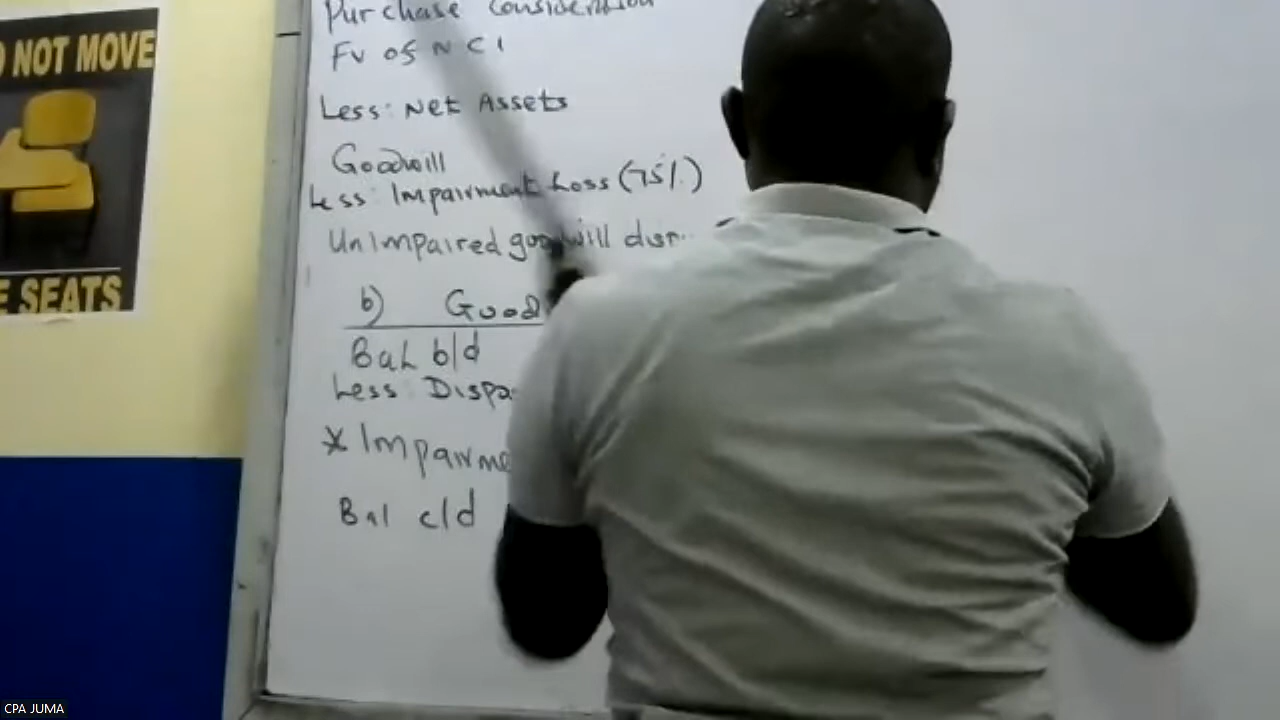 O NOT MOVE
E SEATS
Purchase Consideration
FV of NCI
Less: Net Assets
Goodwill
Less: Impairment Loss (75%)
Unimpaired goodwill
b) Good
Bal b/d
Less: Dispo
* Impairme
Bal c/d
CPA JUMA